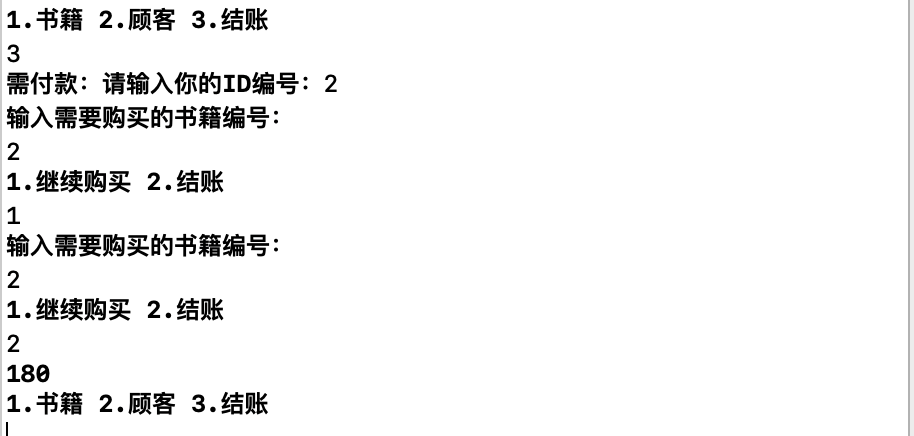 1.书籍 2.顾客 3.结账
3
需付款：请输入你的ID编号：2
输入需要购买的书籍编号：
2
1.继续购买 2.结账
1
输入需要购买的书籍编号：
2
1.继续购买 2.结账
2
180
1.书籍 2.顾客 3.结账